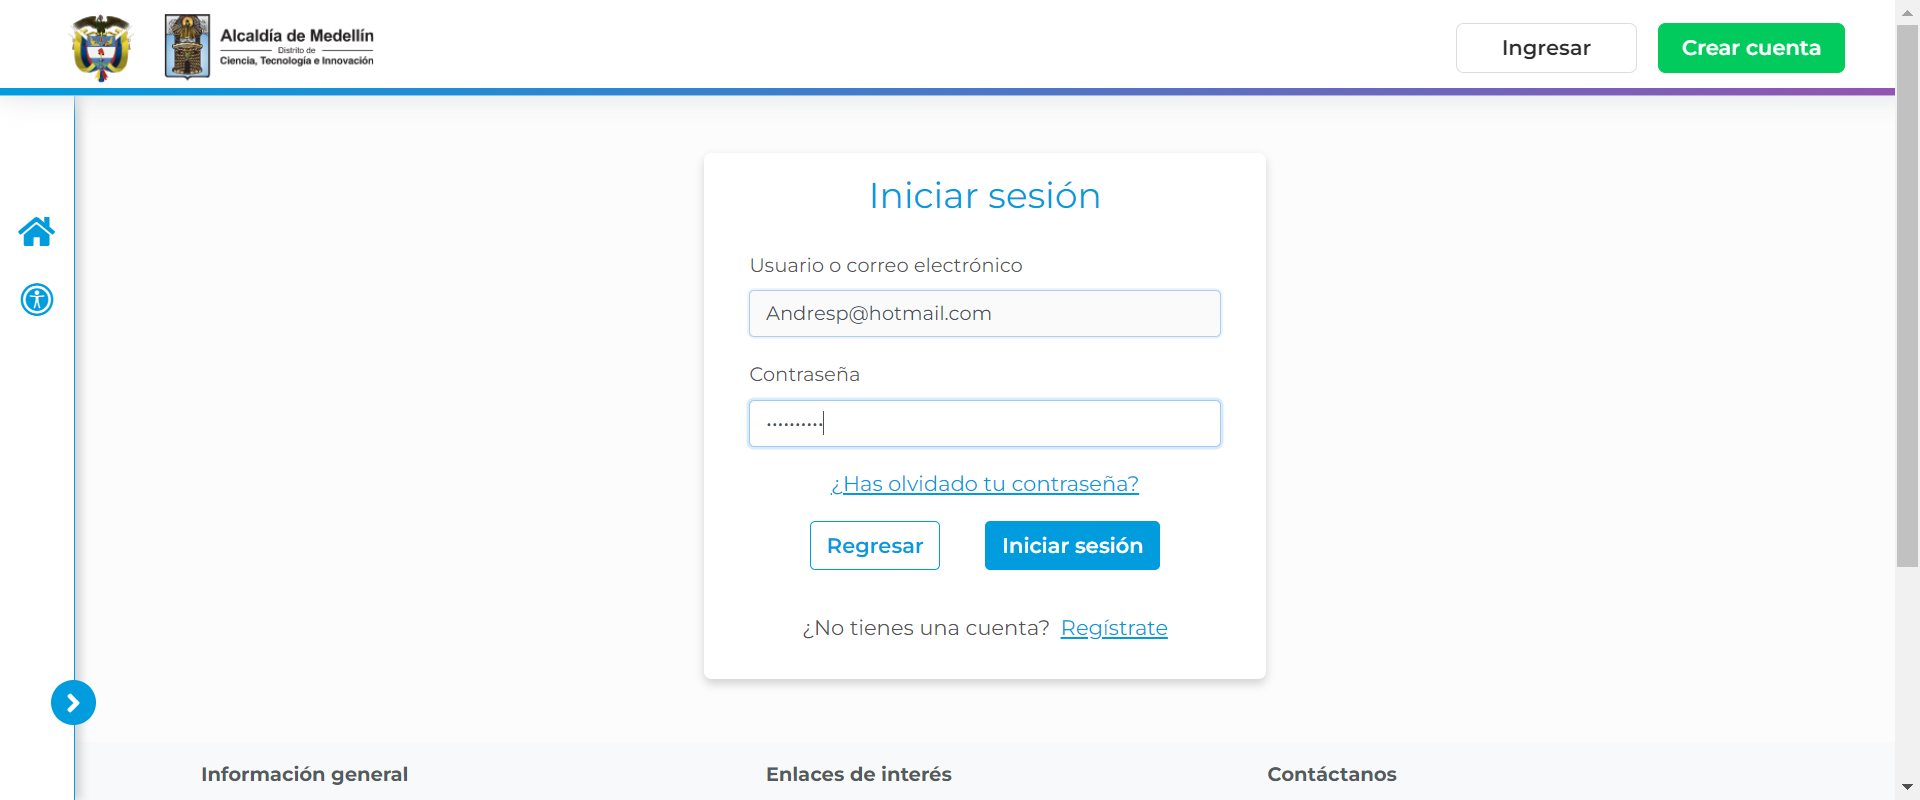 Alcaldía de Medellín
Distrito de
Ciencia, Tecnología e Innovación
Ingresar
Crear cuenta
Iniciar sesión
Usuario o correo electrónico
Andresp@hotmail.com
Contraseña
··········
¿Has olvidado tu contraseña?
Regresar
Iniciar sesión
¿No tienes una cuenta? Regístrate
Información general
Enlaces de interés
Contáctanos